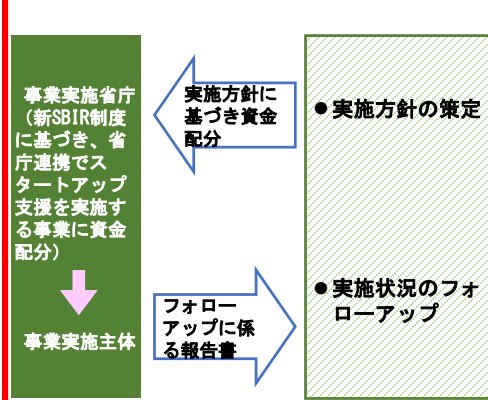 事業実施省庁
（新SBIR制度
に基づき、省
庁連携でス
タートアップ
支援を実施す
る事業に資金
配分）
事業実施主体
実施方針に
基づき資金
配分
フォロー
アップに係
る報告書
●実施方針の策定
●実施状況のフォ
ローアップ